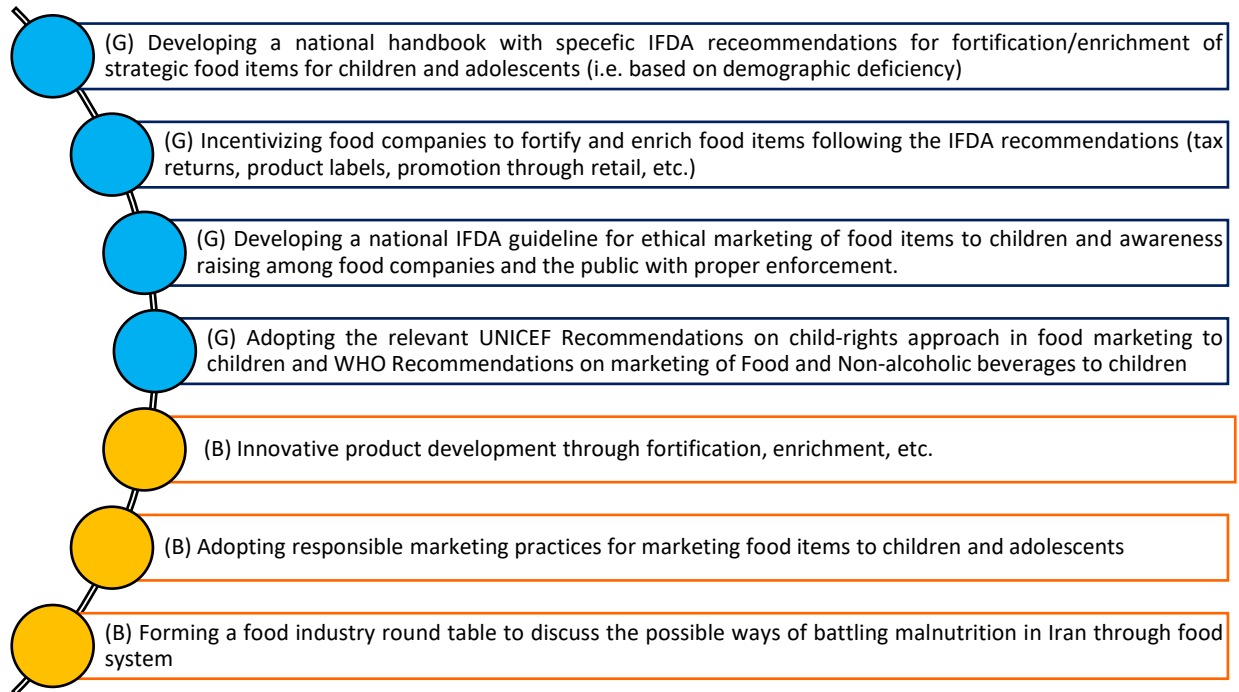 (G) Developing a national handbook with specefic IFDA receommendations for fortification/enrichment of
strategic food items for children and adolescents (i.e. based on demographic deficiency)
(G) Incentivizing food companies to fortify and enrich food items following the IFDA recommendations (tax
returns, product labels, promotion through retail, etc.)
(G) Developing a national IFDA guideline for ethical marketing of food items to children and awareness
raising among food companies and the public with proper enforcement.
(G) Adopting the relevant UNICEF Recommendations on child-rights approach in food marketing to
children and WHO Recommendations on marketing of Food and Non-alcoholic beverages to children
(B) Innovative product development through fortification, enrichment, etc.
(B) Adopting responsible marketing practices for marketing food items to children and adolescents
(B) Forming a food industry round table to discuss the possible ways of battling malnutrition in Iran through food
system